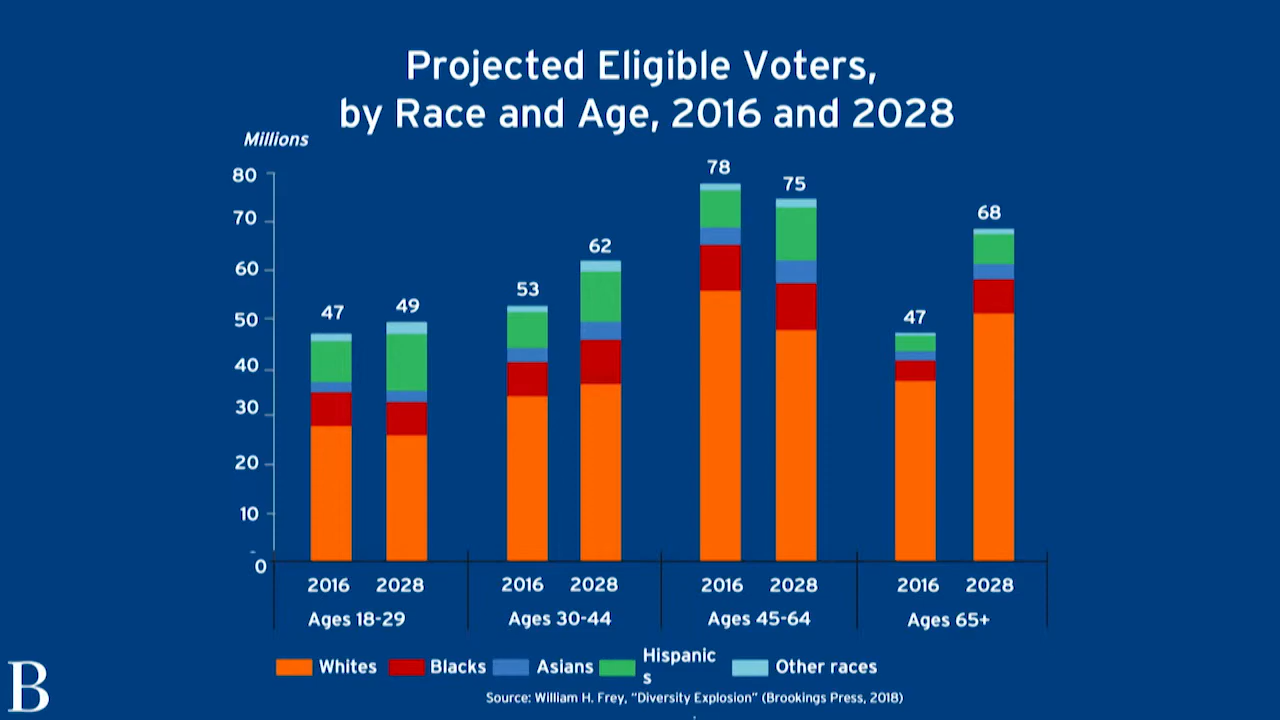 Projected Eligible Voters,
by Race and Age, 2016 and 2028
Millions
80
70
60
50
40
30
20
10
-
0
47
49
53
62
78
75
47
68
2016 2028 2016 2028 2016 2028 2016 2028
Ages 18-29 Ages 30-44 Ages 45-64 Ages 65+
Whites Blacks Asians Hispanic
s Other races
Source: William H. Frey, "Diversity Explosion" (Brookings Press, 2018)
B